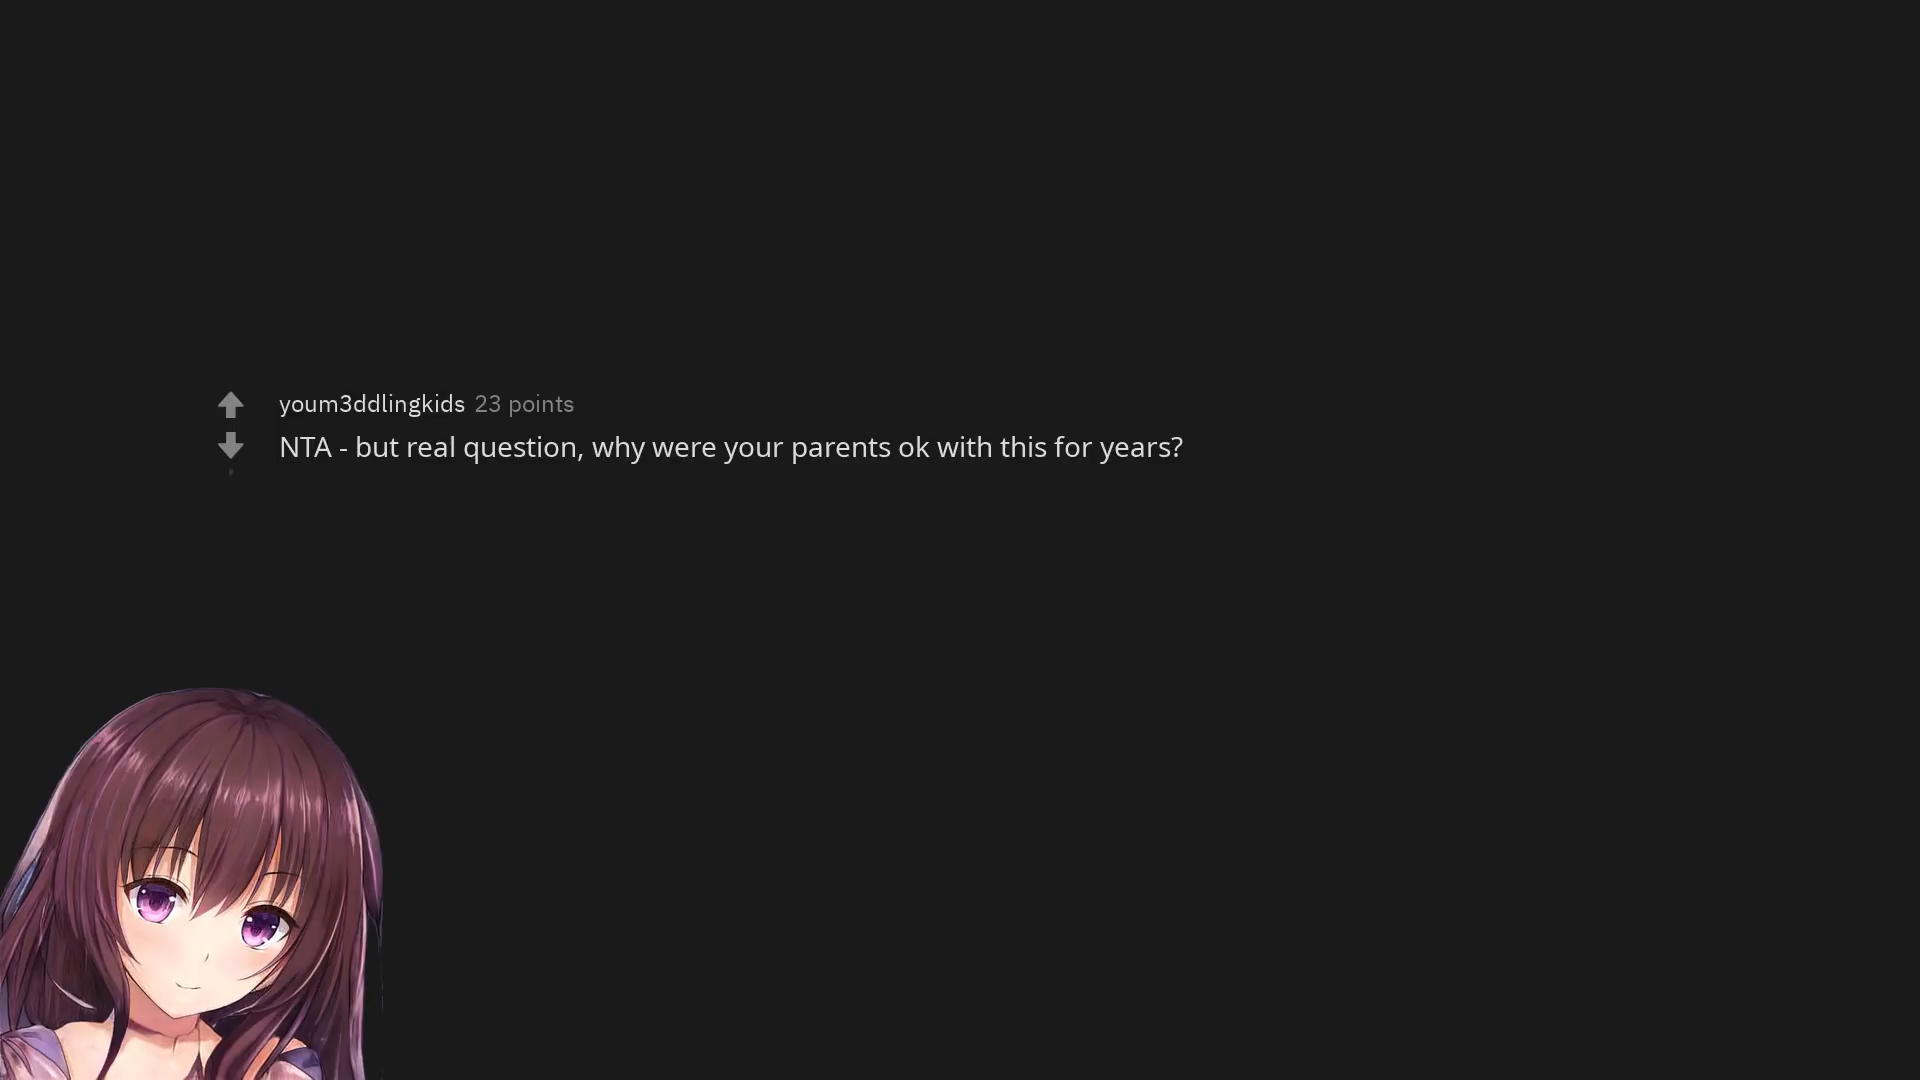 youm3ddlingkids 23 points
NTA - but real question, why were your parents ok with this for years?